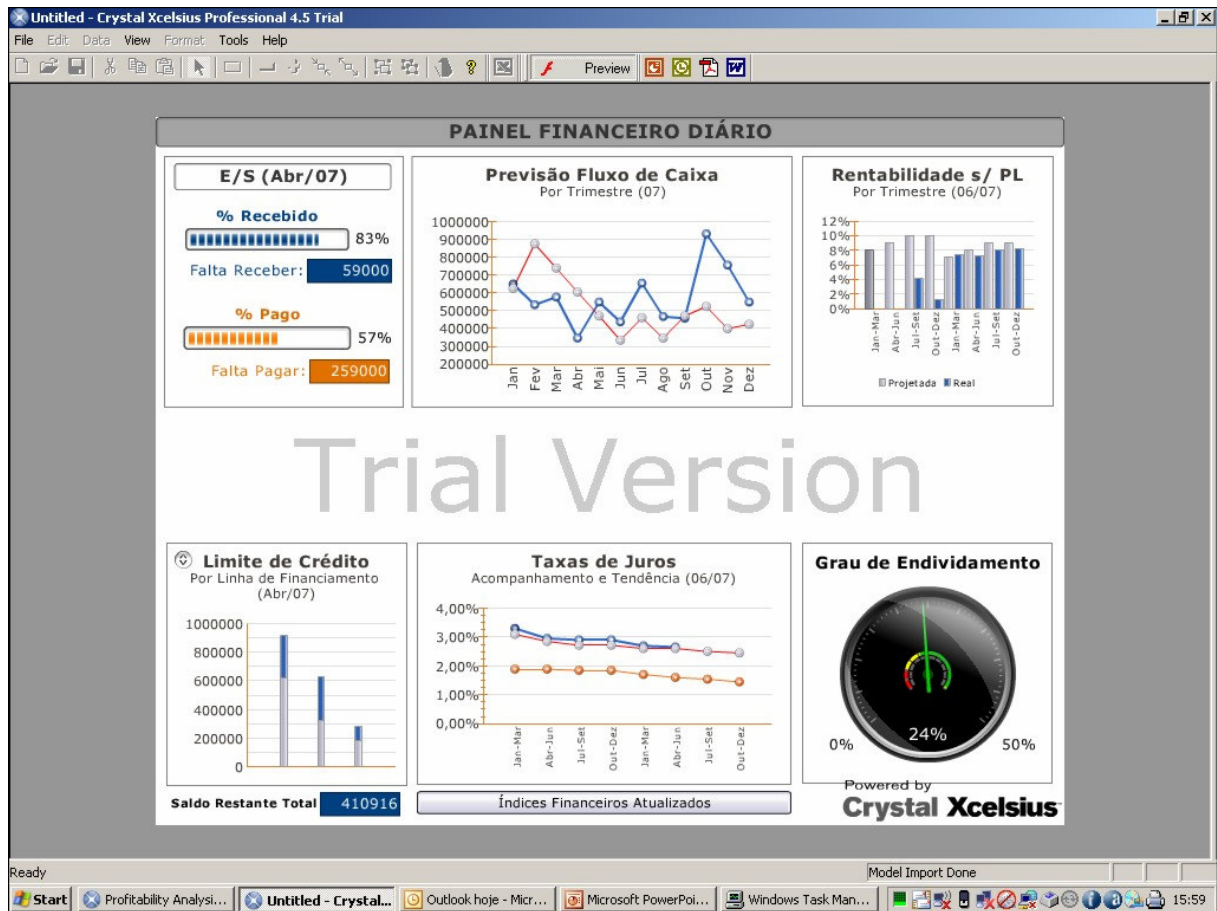 Untitled - Crystal Xcelsius Professional 4.5 Trial
File Edit Data View Format Tools Help
Preview
PAINEL FINANCEIRO DIÁRIO
E/S (Abr/07)
% Recebido
83%
Falta Receber: 59000
% Pago
57%
Falta Pagar: 259000
Previsão Fluxo de Caixa
Por Trimestre (07)
1000000
900000
800000
700000
600000
500000
400000
300000
200000
Jan Fev Mar Abr Mai Jun Jul Ago Set Out Nov Dez
Rentabilidade s/ PL
Por Trimestre (06/07)
12%
10%
8%
6%
4%
2%
0%
Jan-Mar Abr-Jun Jul-Set Out-Dez Jan-Mar Abr-Jun Jul-Set Out-Dez
Projetada Real
Trial Version
Limite de Crédito
Por Linha de Financiamento
(Abr/07)
1000000
800000
600000
400000
200000
0
Saldo Restante Total 410916
Taxas de Juros
Acompanhamento e Tendência (06/07)
4,00%
3,00%
2,00%
1,00%
0,00%
Jan-Mar Abr-Jun Jul-Set Out-Dez Jan-Mar Abr-Jun Jul-Set Out-Dez
Índices Financeiros Atualizados
Grau de Endividamento
24%
0% 50%
Powered by
Crystal Xcelsius
Ready Model Import Done
Start Profitability Analysi... Untitled - Crystal... Outlook hoje - Micr... Microsoft PowerPoi... Windows Task Man... 15:59